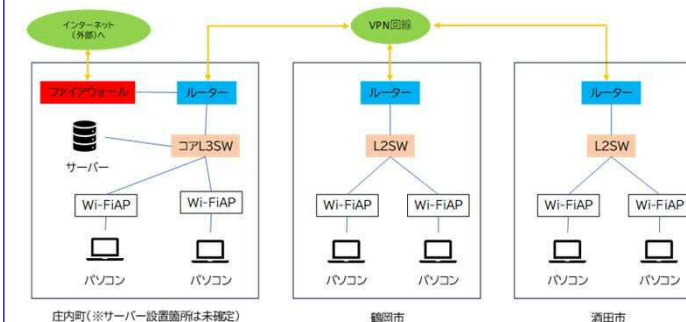 インターネット
(外部)へ
VPN回線
ファイアウォール
ルーター
ルーター
ルーター
サーバー
コアL3SW
L2SW
L2SW
Wi-FiAP
Wi-FiAP
Wi-FiAP
Wi-FiAP
Wi-FiAP
Wi-FiAP
パソコン
パソコン
パソコン
パソコン
パソコン
パソコン
庄内町(※サーバー設置箇所は未確定)
鶴岡市
酒田市